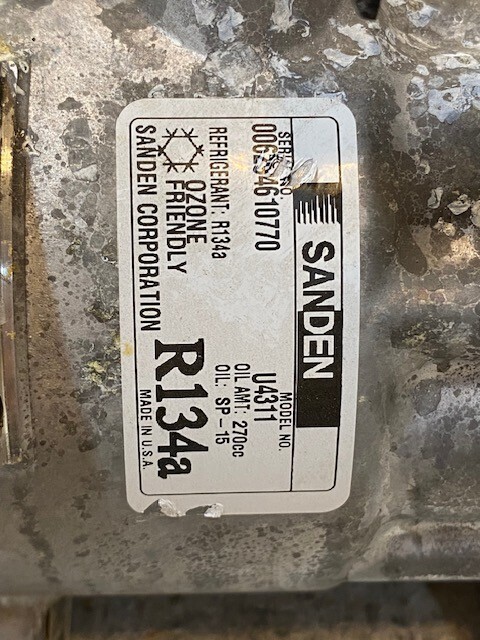 SANDEN
SERIAL NO.
MODEL NO.
U4311
OIL AMT: 270cc
OIL: SP-15
REFRIGERANT: R134a
OZONE
FRIENDLY
R134a
SANDEN CORPORATION
MADE IN U.S.A.